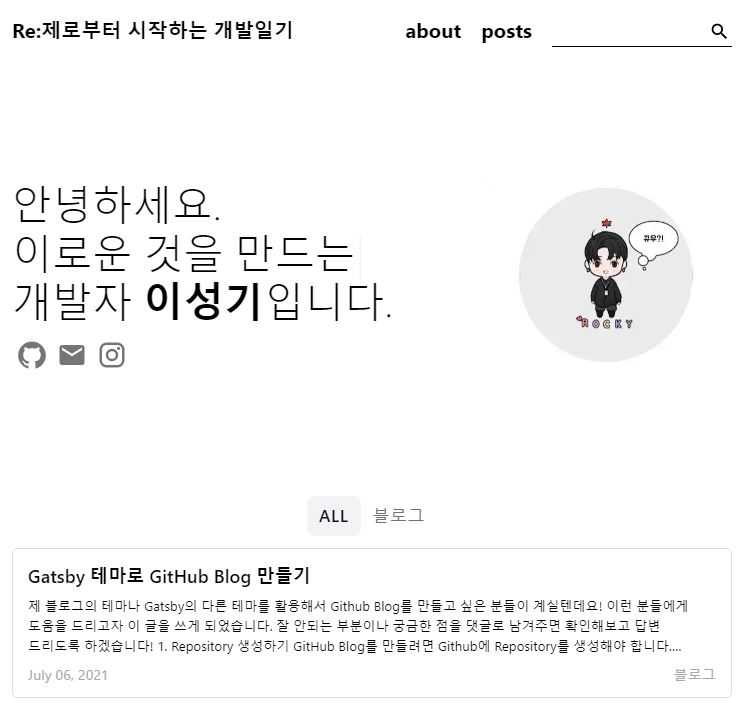 Re:제로부터 시작하는 개발일기
about posts
안녕하세요.
이로운 것을 만드는
개발자 이성기입니다.
뀨우?!
ROCKY
ALL 블로그
Gatsby 테마로 GitHub Blog 만들기
제 블로그의 테마나 Gatsby의 다른 테마를 활용해서 Github Blog를 만들고 싶은 분들이 계실텐데요! 이런 분들에게
도움을 드리고자 이 글을 쓰게 되었습니다. 잘 안되는 부분이나 궁금한 점을 댓글로 남겨주면 확인해보고 답변
드리도록 하겠습니다! 1. Repository 생성하기 GitHub Blog를 만들려면 Github에 Repository를 생성해야 합니다....
July 06, 2021
블로그